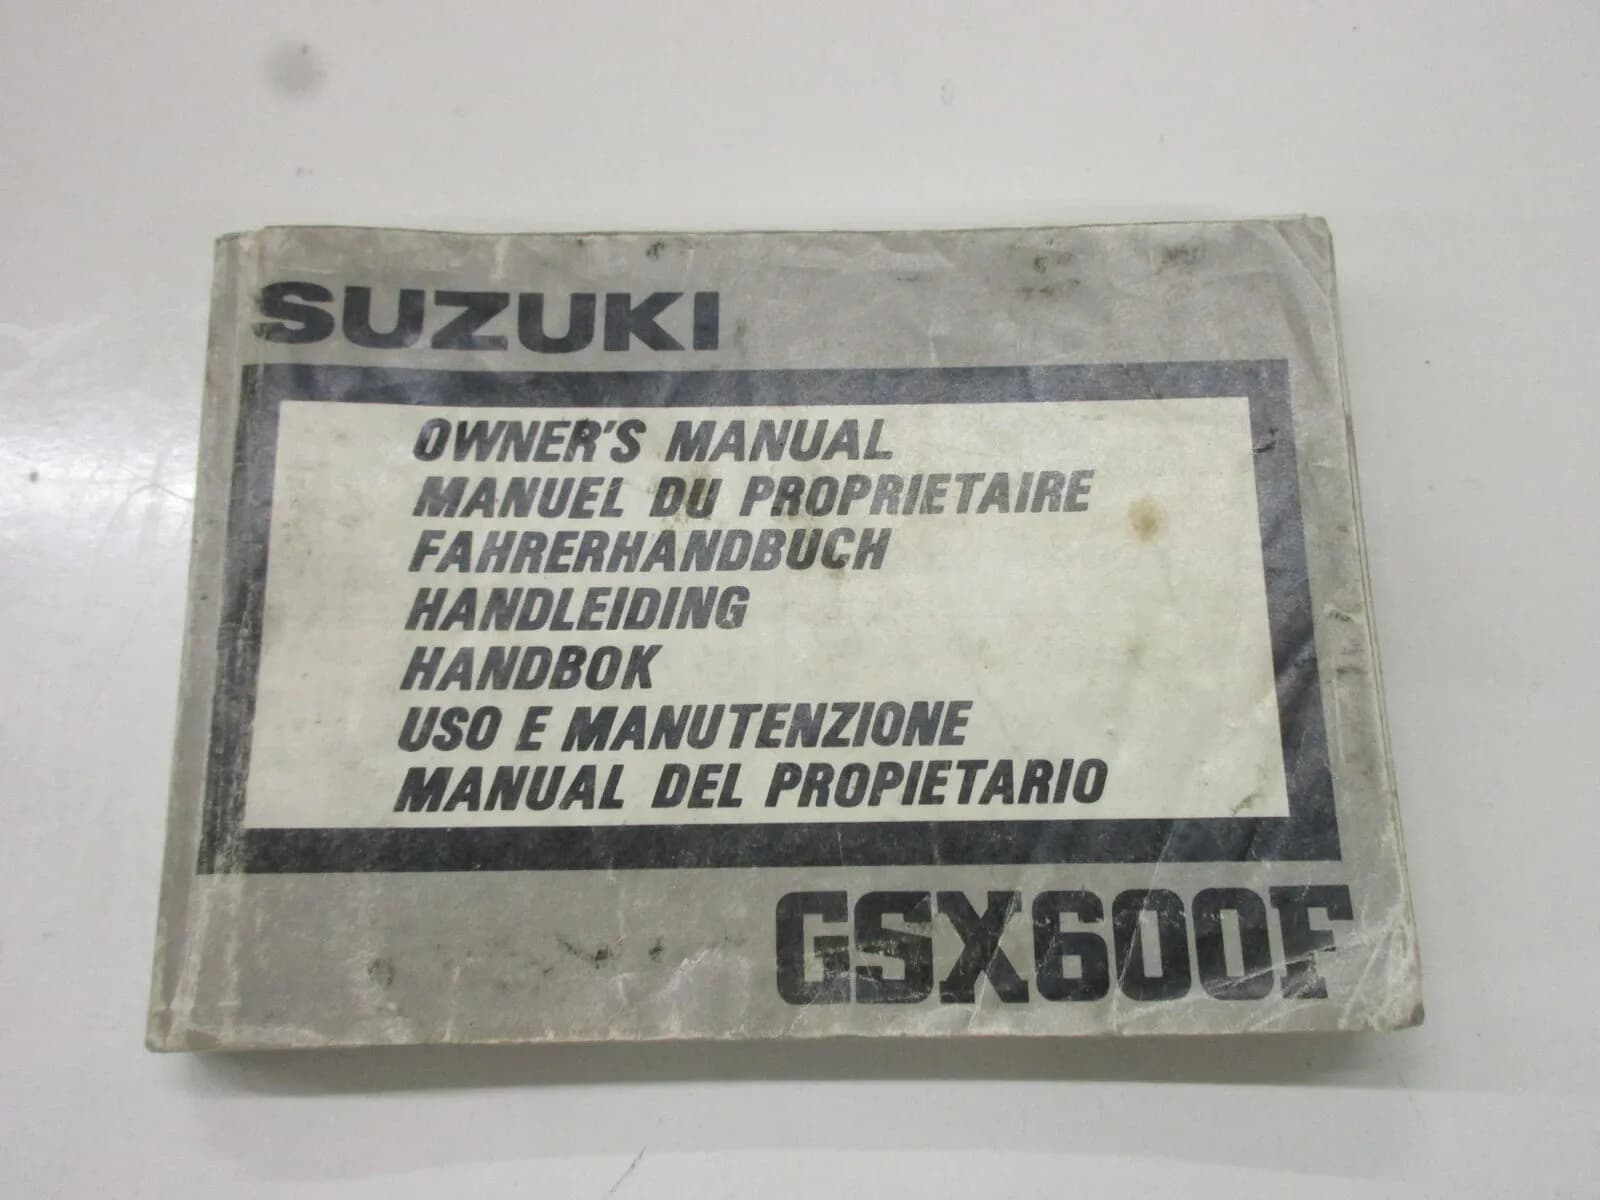 SUZUKI
OWNER'S MANUAL
MANUEL DU PROPRIETAIRE
FAHRERHANDBUCH
HANDLEIDING
HANDBOK
USO E MANUTENZIONE
MANUAL DEL PROPIETARIO
GSX600F